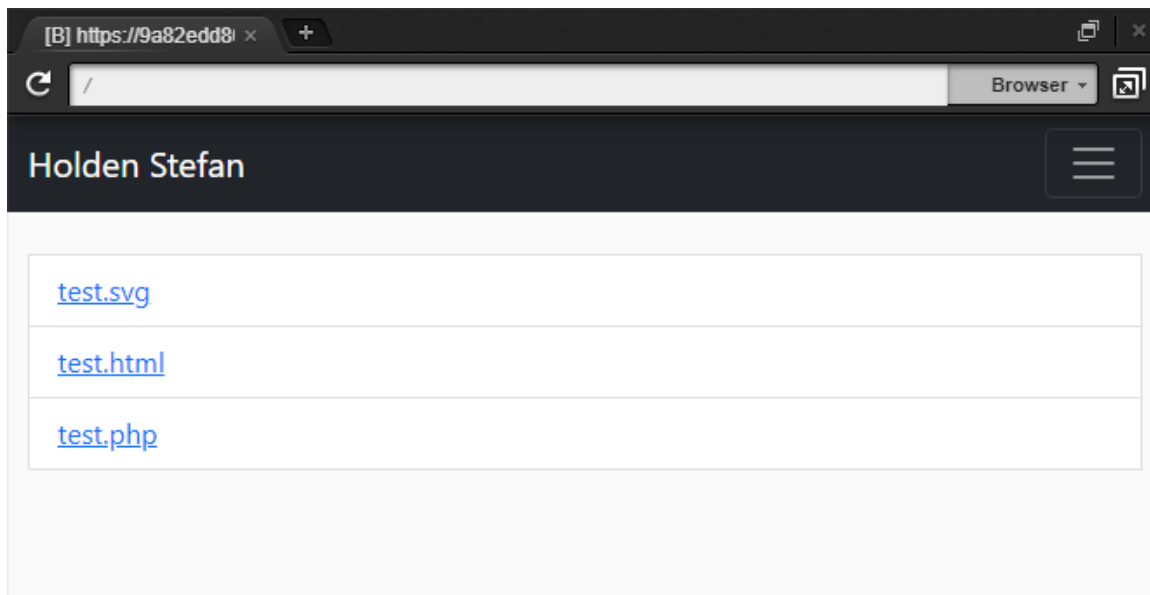 [B] https://9a82edd8
/
Browser
Holden Stefan
test.svg
test.html
test.php